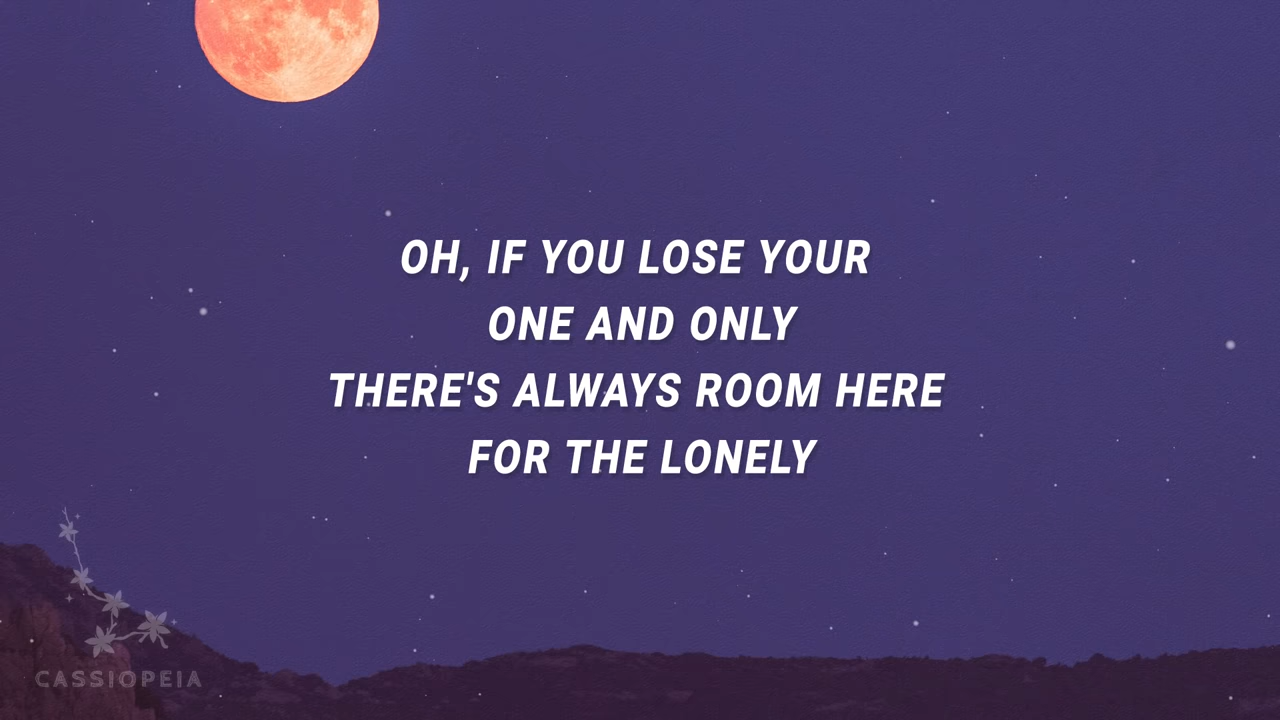 OH, IF YOU LOSE YOUR
ONE AND ONLY
THERE'S ALWAYS ROOM HERE
FOR THE LONELY
CASSIOPEIA